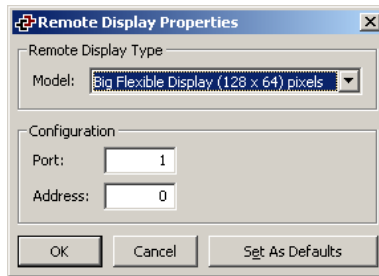 Remote Display Properties
Remote Display Type
Model: Big Flexible Display (128 x 64) pixels
Configuration
Port: 1
Address: 0
OK Cancel Set As Defaults